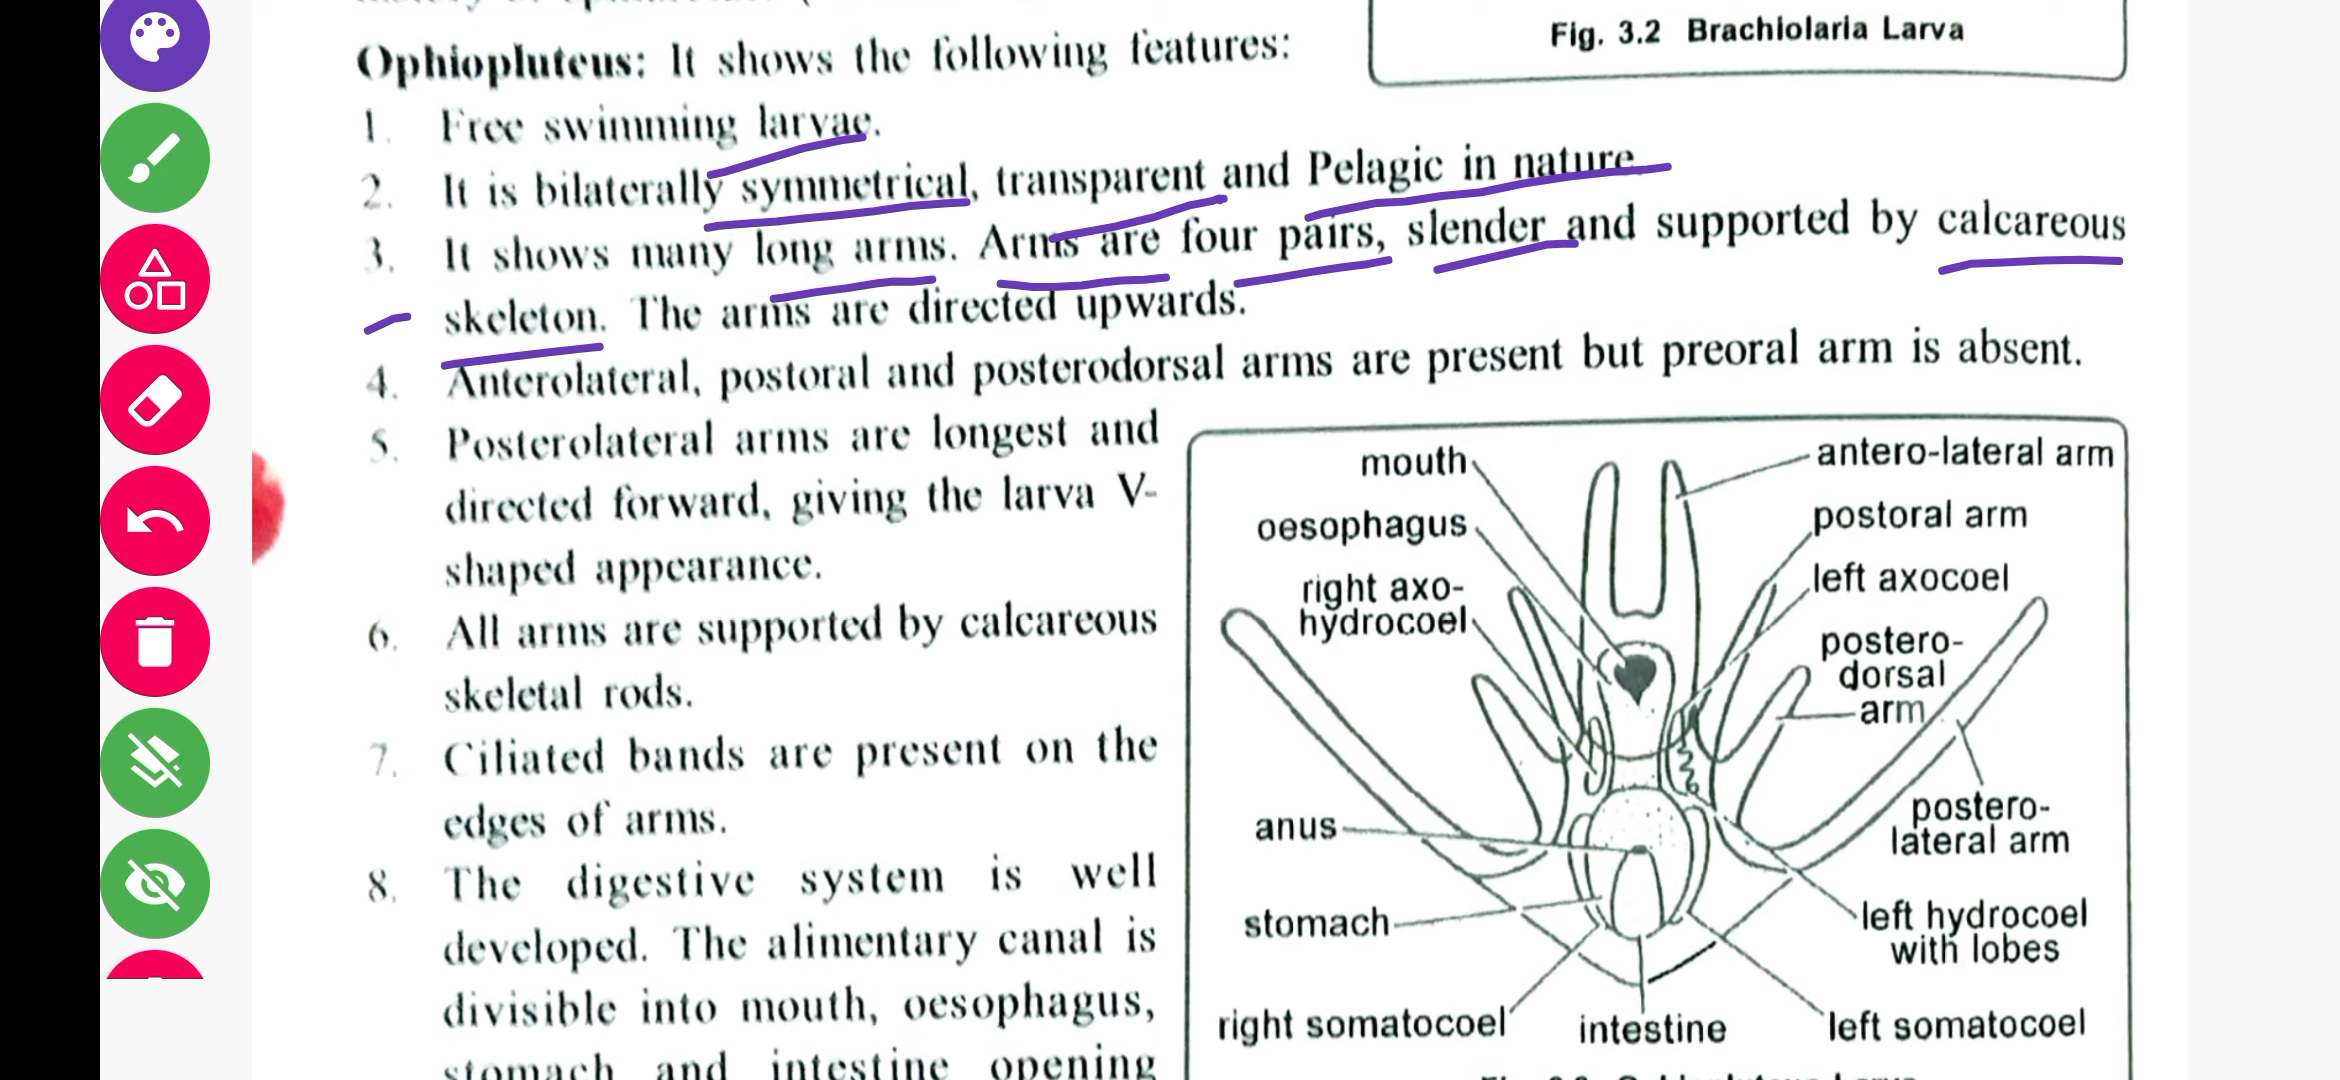 Fig. 3.2 Brachiolaria Larva
Ophiopluteus: It shows the following features:
1. Free swimming larvae.
2. It is bilaterally symmetrical, transparent and Pelagic in nature
3. It shows many long arms. Arms are four pairs, slender and supported by calcareous
skeleton. The arms are directed upwards.
4. Anterolateral, postoral and posterodorsal arms are present but preoral arm is absent.
5. Posterolateral arms are longest and
directed forward, giving the larva V-
shaped appearance.
6. All arms are supported by calcareous
skeletal rods.
7. Ciliated bands are present on the
edges of arms.
8. The digestive system is well
developed. The alimentary canal is
divisible into mouth, oesophagus,
stomach and intestine opening
mouth
oesophagus
right axo-
hydrocoel
anus
stomach
right somatocoel
intestine
antero-lateral arm
postoral arm
left axocoel
postero-
dorsal
arm
postero-
lateral arm
left hydrocoel
with lobes
left somatocoel